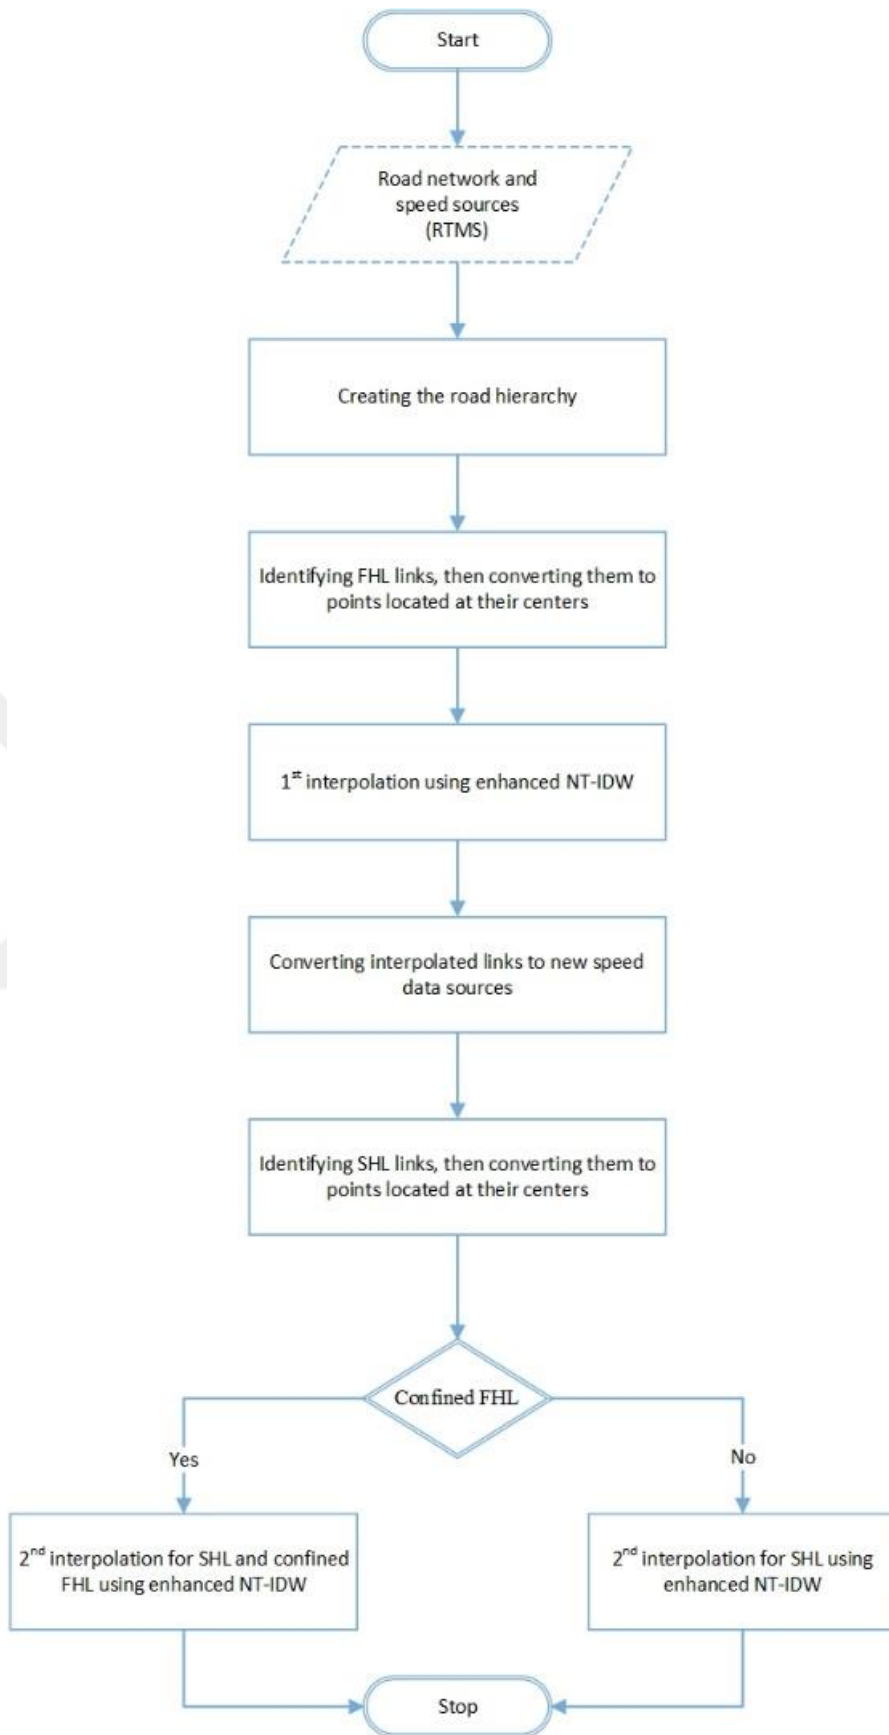 Start
Road network and
speed sources
(RTMS)
Creating the road hierarchy
Identifying FHL links, then converting them to
points located at their centers
1st interpolation using enhanced NT-IDW
Converting interpolated links to new speed
data sources
Identifying SHL links, then converting them to
points located at their centers
Confined FHL
Yes
No
2nd interpolation for SHL and confined
FHL using enhanced NT-IDW
2nd interpolation for SHL using
enhanced NT-IDW
Stop